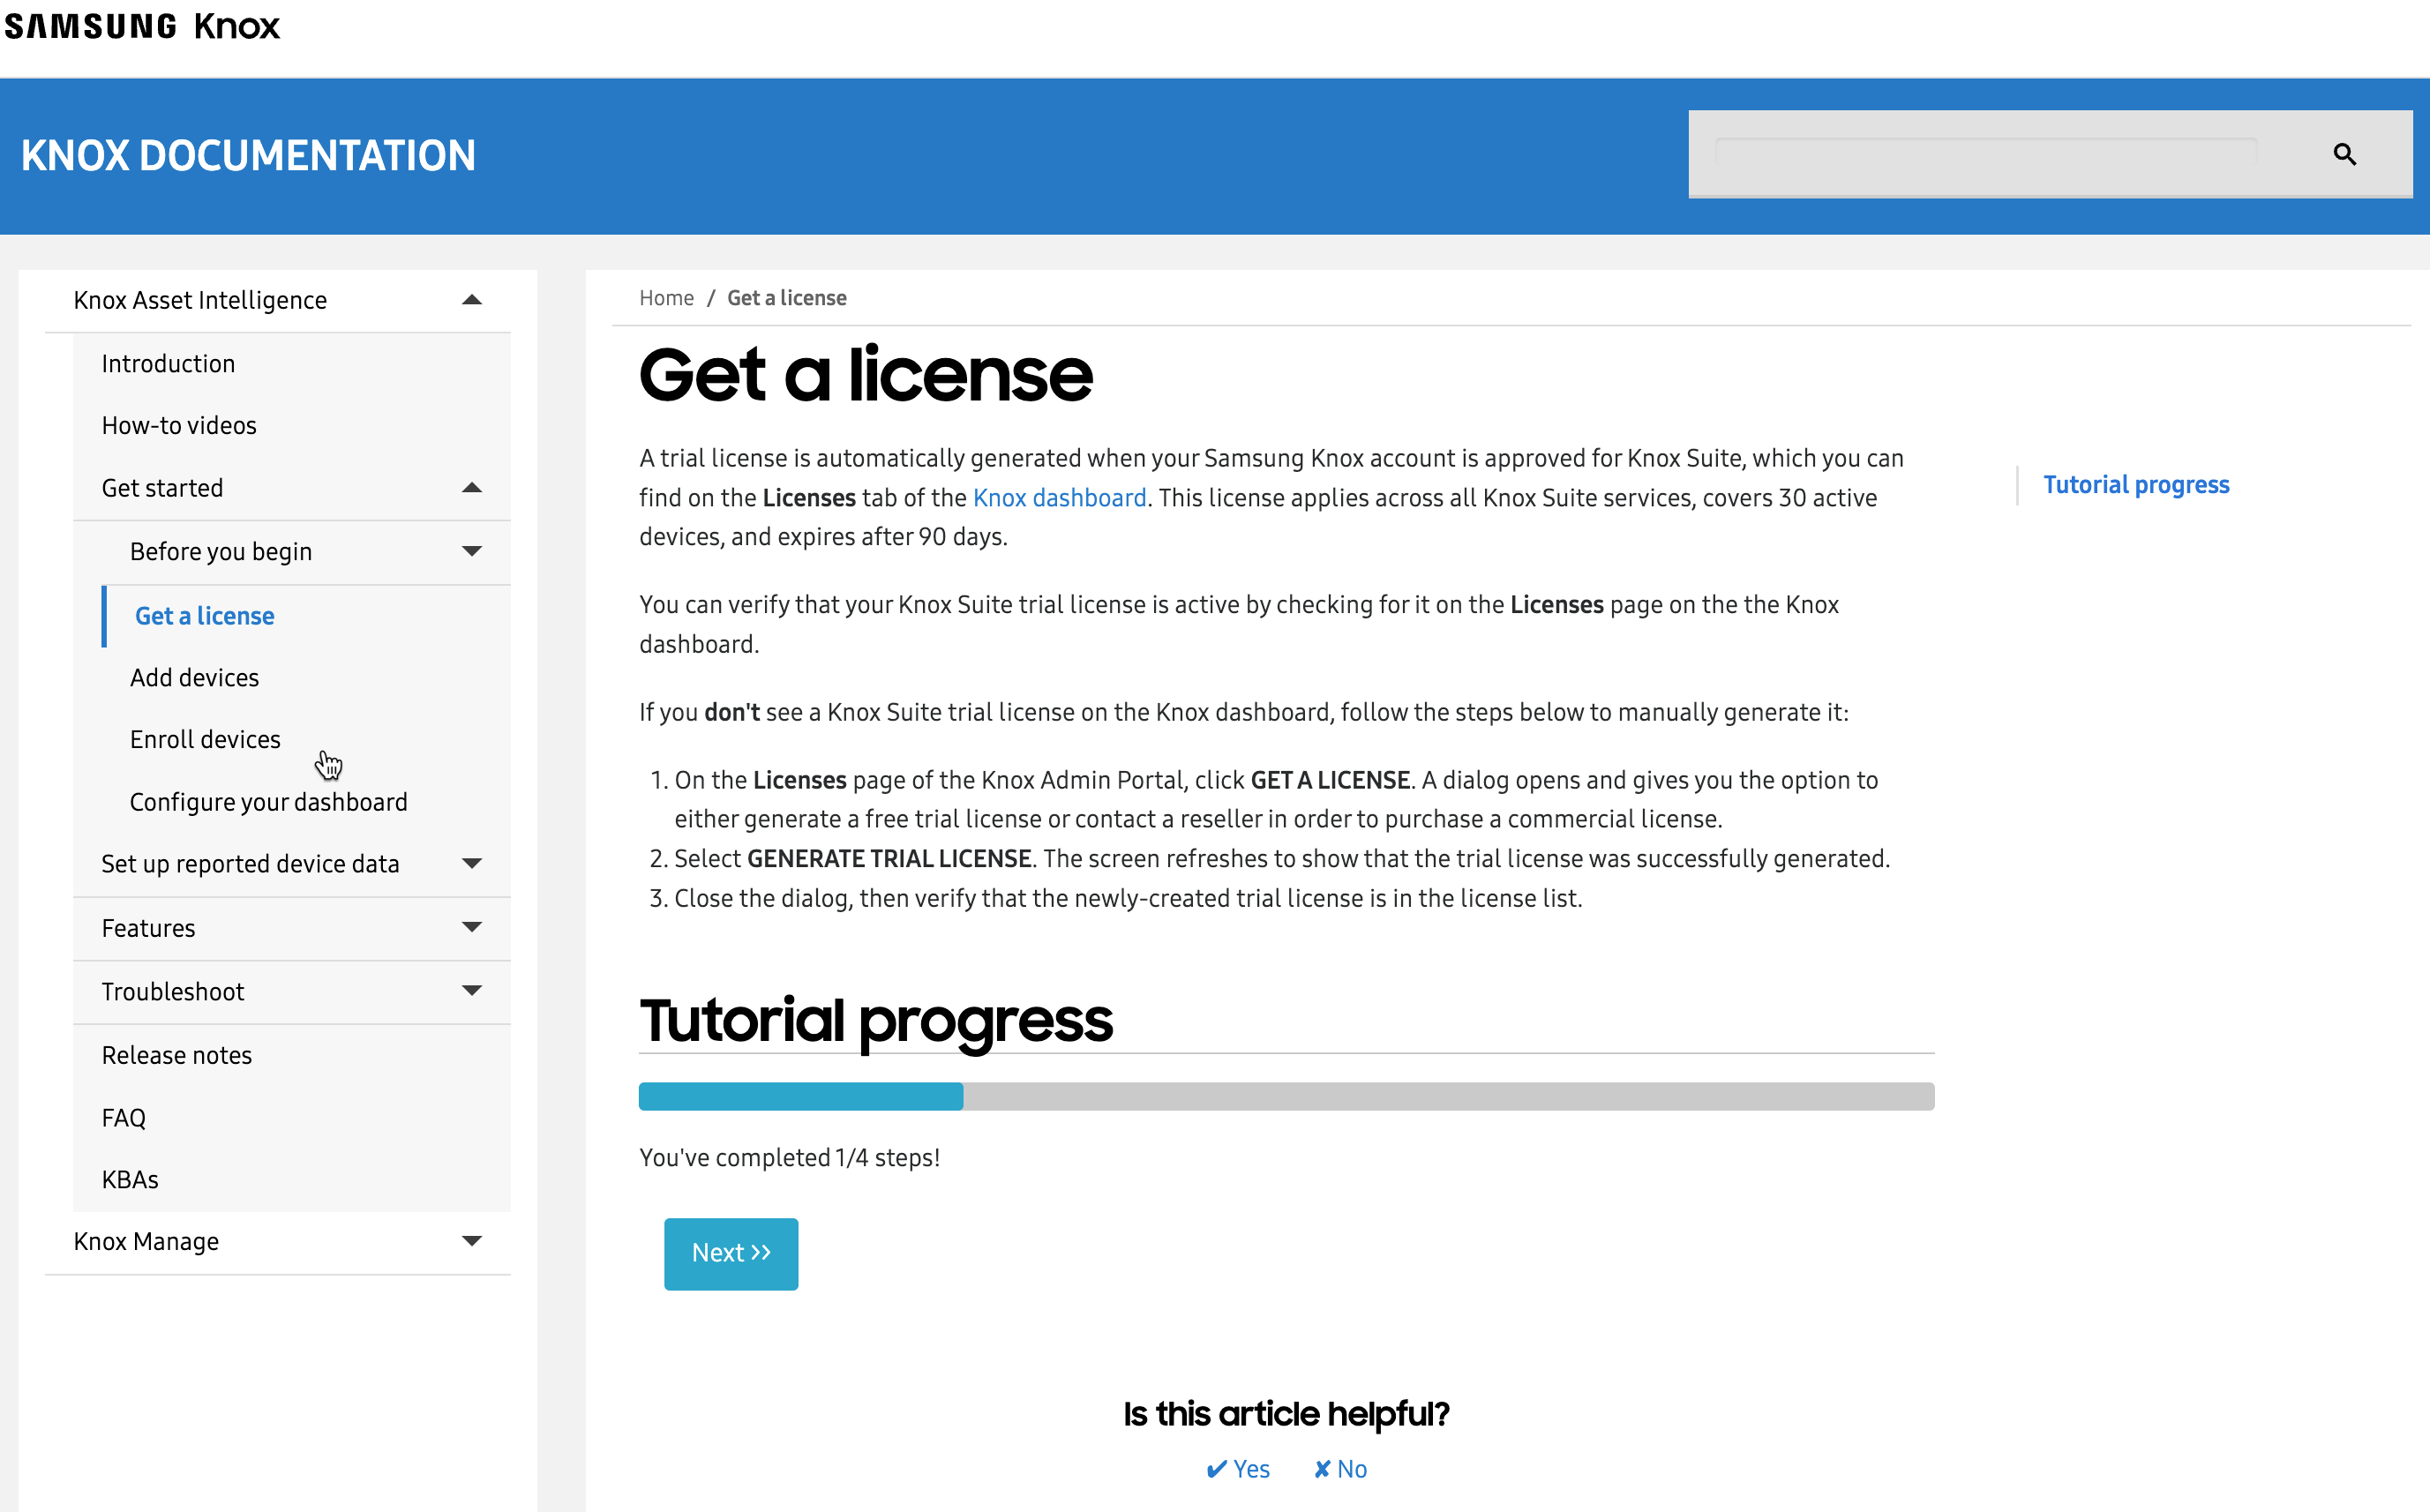 SAMSUNG Knox
KNOX DOCUMENTATION
Knox Asset Intelligence
Introduction
How-to videos
Get started
Before you begin
Get a license
Add devices
Enroll devices
Configure your dashboard
Set up reported device data
Features
Troubleshoot
Release notes
FAQ
KBAs
Knox Manage
Home / Get a license
Get a license
A trial license is automatically generated when your Samsung Knox account is approved for Knox Suite, which you can
find on the Licenses tab of the Knox dashboard. This license applies across all Knox Suite services, covers 30 active
devices, and expires after 90 days.
You can verify that your Knox Suite trial license is active by checking for it on the Licenses page on the the Knox
dashboard.
If you don't see a Knox Suite trial license on the Knox dashboard, follow the steps below to manually generate it:
1. On the Licenses page of the Knox Admin Portal, click GET A LICENSE. A dialog opens and gives you the option to
either generate a free trial license or contact a reseller in order to purchase a commercial license.
2. Select GENERATE TRIAL LICENSE. The screen refreshes to show that the trial license was successfully generated.
3. Close the dialog, then verify that the newly-created trial license is in the license list.
Tutorial progress
You've completed 1/4 steps!
Next >>
Is this article helpful?
✔ Yes ✘ No
Tutorial progress